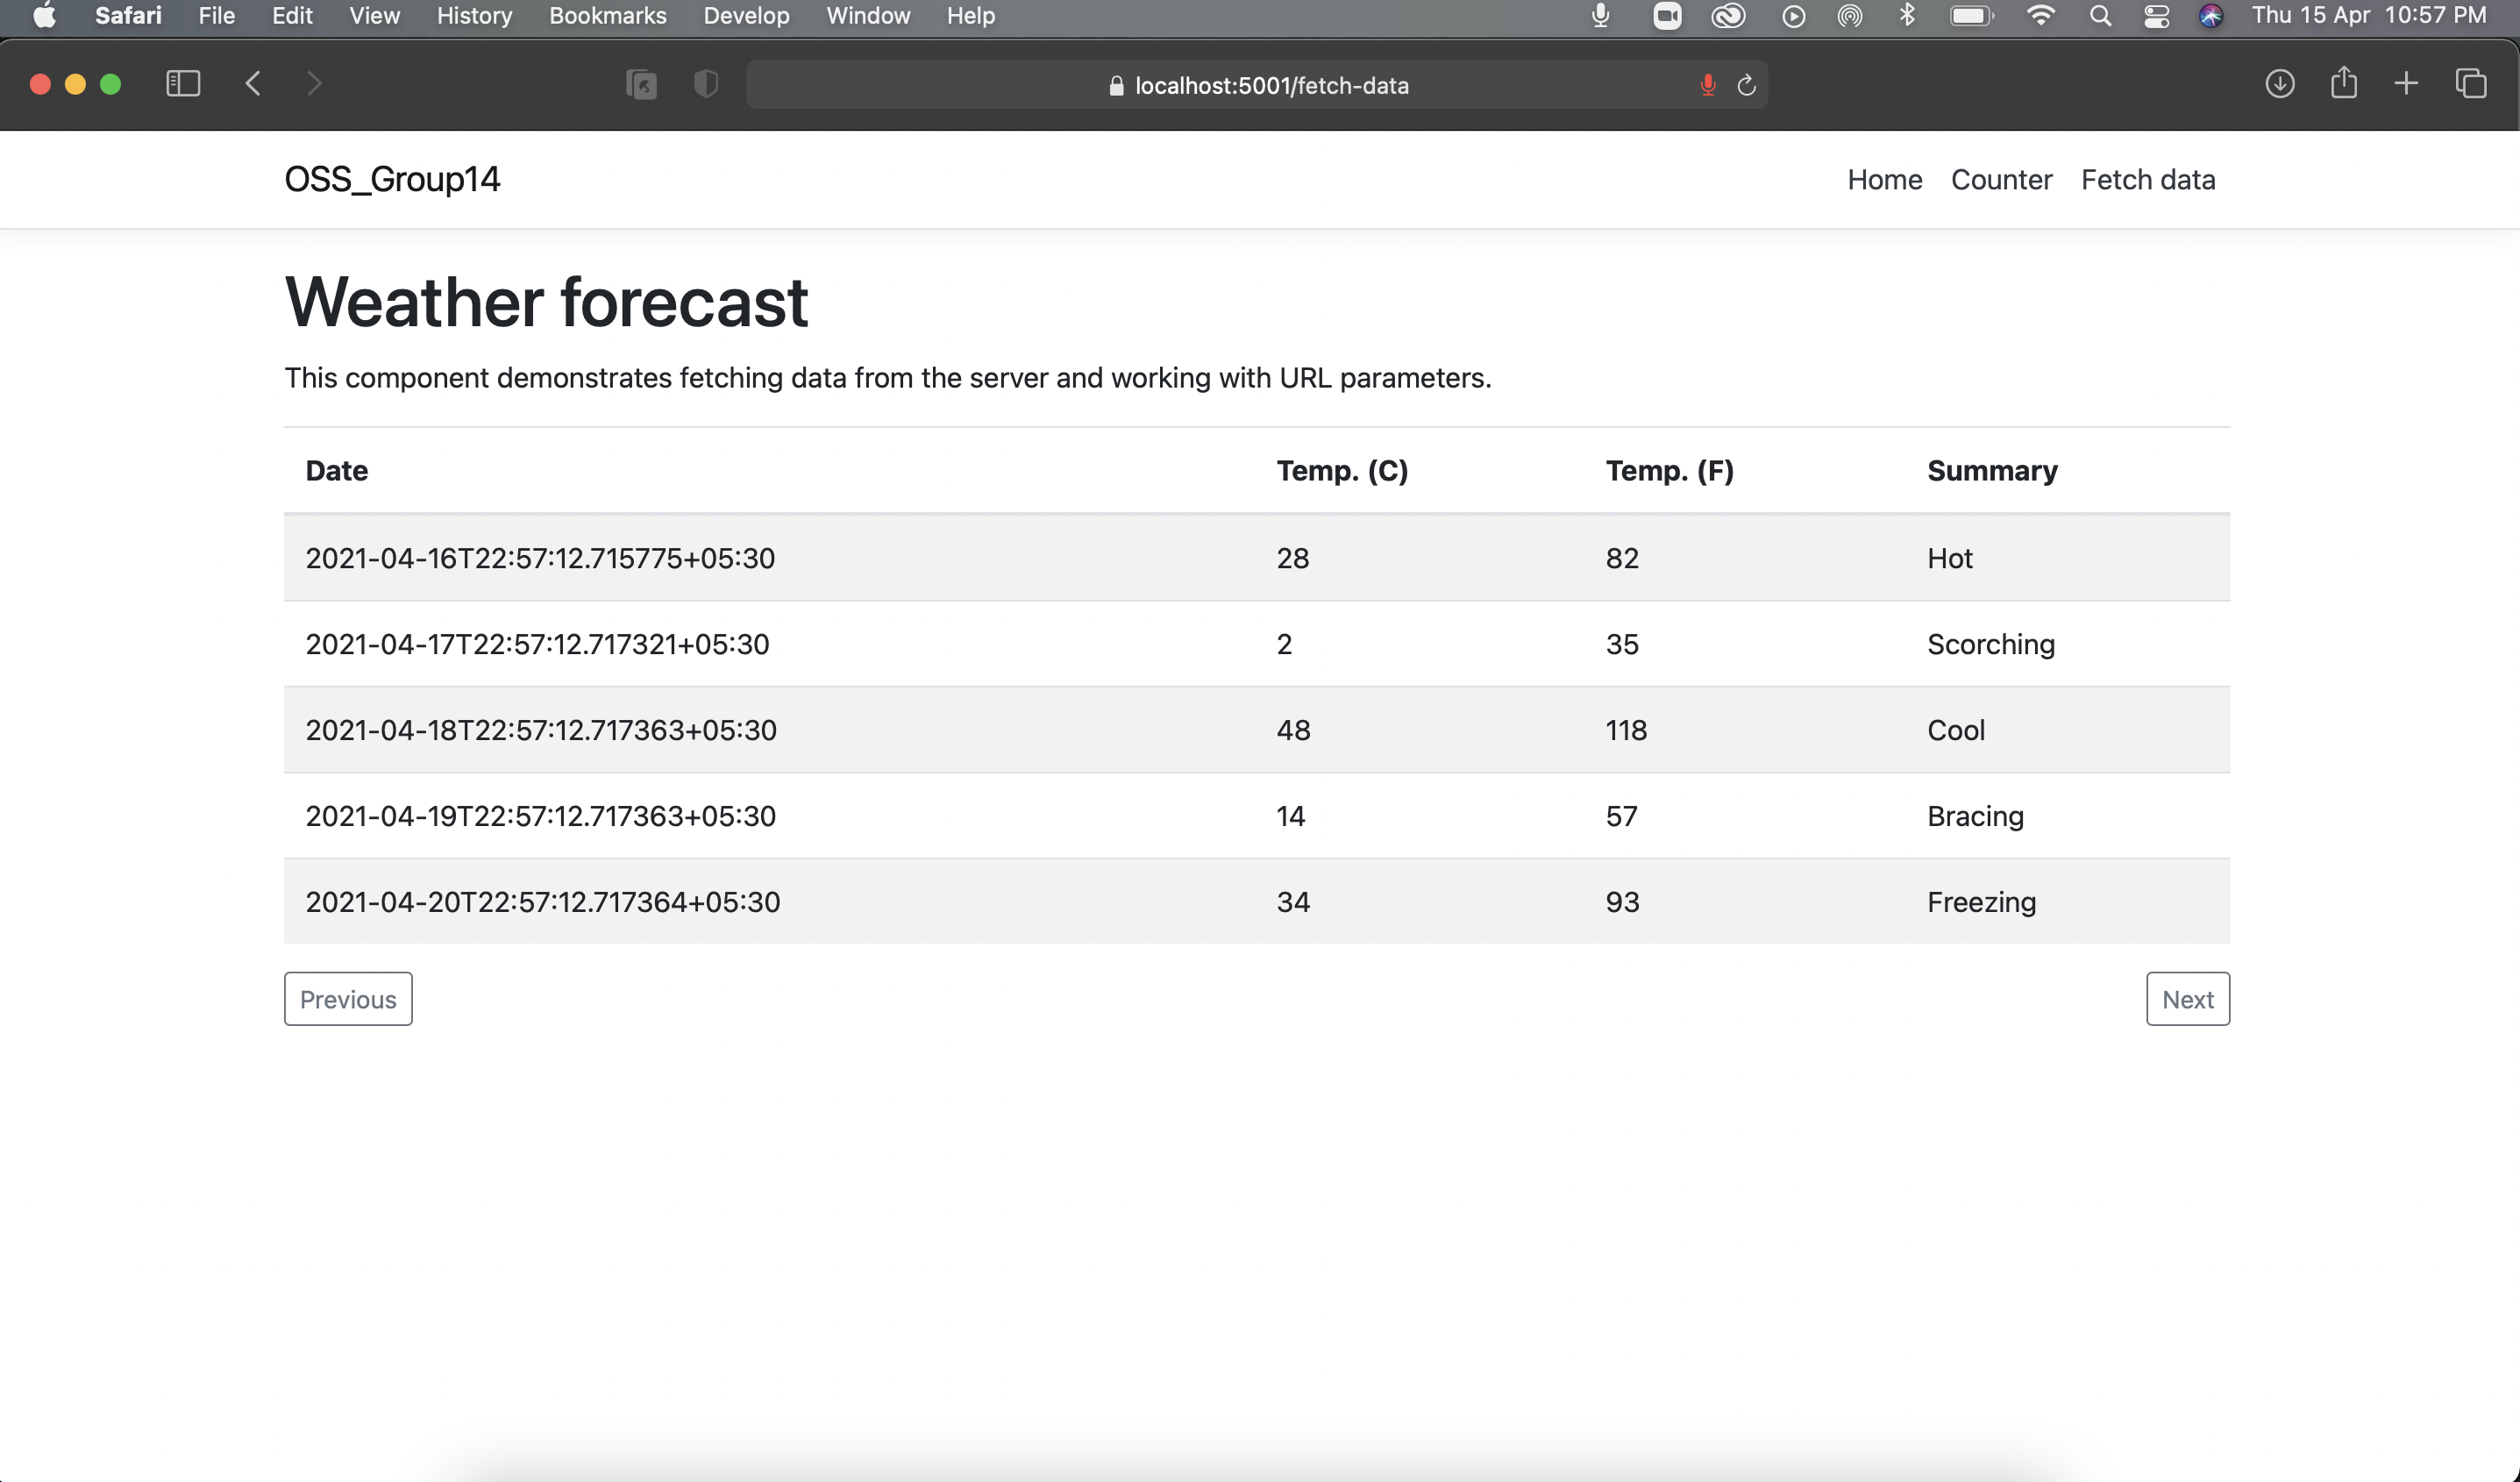 Safari File Edit View History Bookmarks Develop Window Help Thu 15 Apr 10:57 PM
localhost:5001/fetch-data
OSS_Group14 Home Counter Fetch data
Weather forecast
This component demonstrates fetching data from the server and working with URL parameters.
Date Temp. (C) Temp. (F) Summary
2021-04-16T22:57:12.715775+05:30 28 82 Hot
2021-04-17T22:57:12.717321+05:30 2 35 Scorching
2021-04-18T22:57:12.717363+05:30 48 118 Cool
2021-04-19T22:57:12.717363+05:30 14 57 Bracing
2021-04-20T22:57:12.717364+05:30 34 93 Freezing
Previous Next